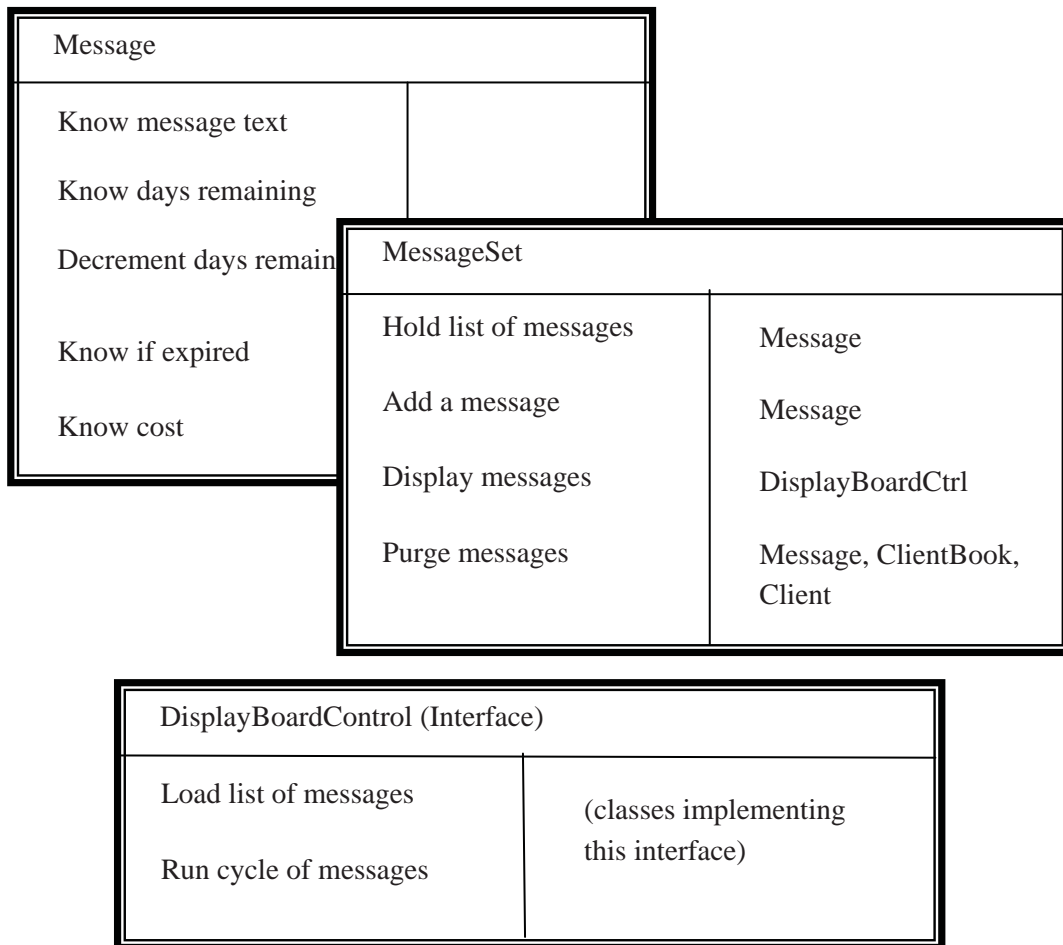 Message
Know message text
Know days remaining
Decrement days remain
Know if expired
Know cost
MessageSet
Hold list of messages
Message
Add a message
Message
Display messages
DisplayBoardCtrl
Purge messages
Message, ClientBook,
Client
DisplayBoardControl (Interface)
Load list of messages
(classes implementing
this interface)
Run cycle of messages